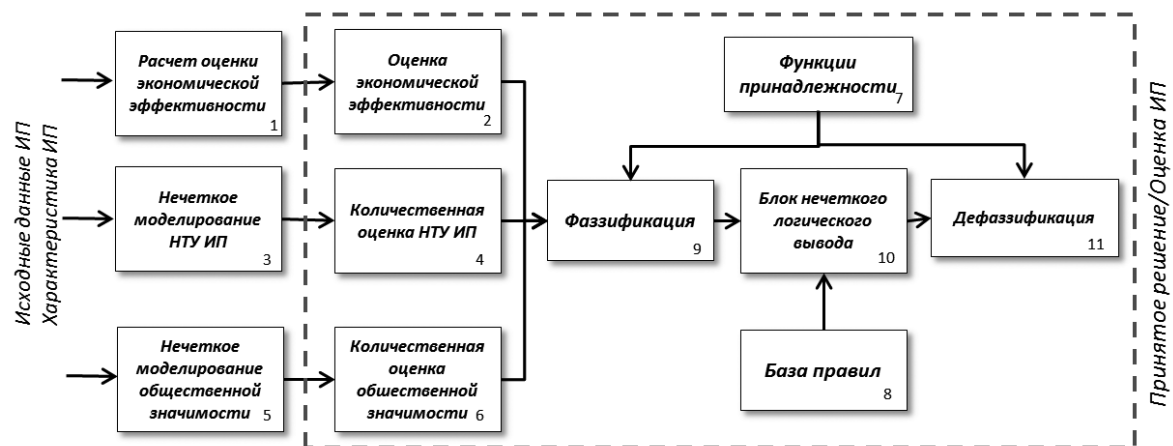 Исходные данные ИП
Характеристика ИП
Расчет оценки
экономической
эффективности
1
Оценка
экономической
эффективности
2
Нечеткое
моделирование
НТУ ИП
3
Количественная
оценка НТУ ИП
4
Нечеткое
моделирование
общественной
значимости
5
Количественная
оценка
обшественной
значимости
6
Функции
принадлежности
7
Фаззификация
9
Блок нечеткого
логического
вывода
10
Дефаззификация
11
База правил
8
Принятое решение/Оценка ИП